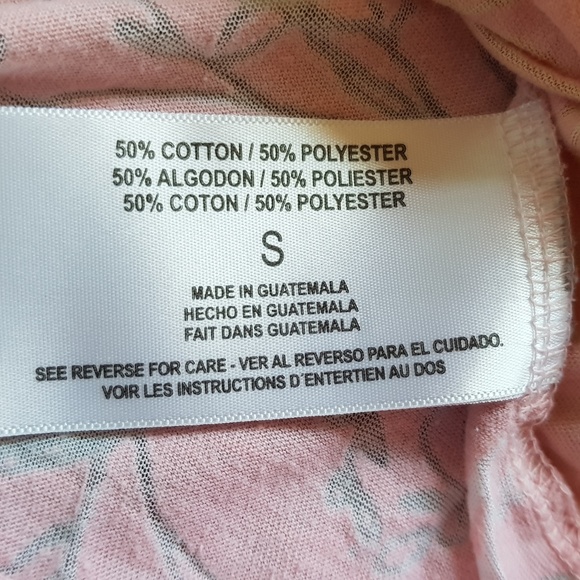 50% COTTON / 50% POLYESTER
50% ALGODON / 50% POLIESTER
50% COTON / 50% POLYESTER
S
MADE IN GUATEMALA
HECHO EN GUATEMALA
FAIT DANS GUATEMALA
SEE REVERSE FOR CARE - VER AL REVERSO PARA EL CUIDADO.
VOIR LES INSTRUCTIONS D´ENTERTIEN AU DOS